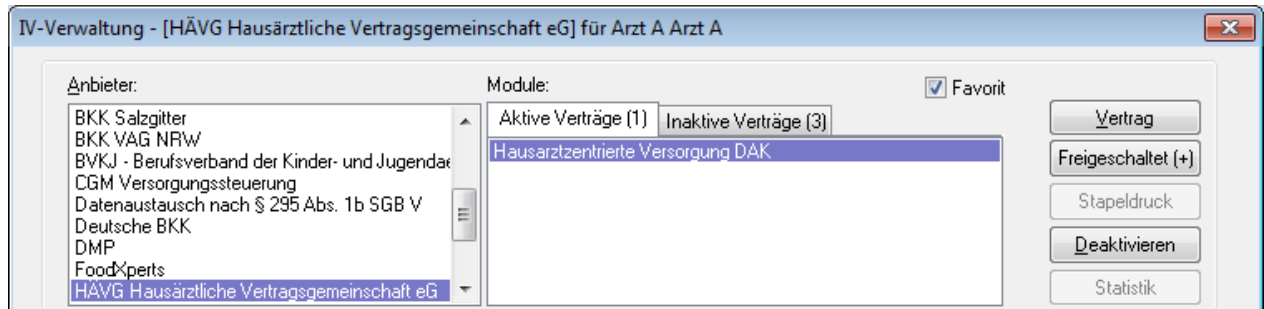 IV-Verwaltung - [HÄVG Hausärztliche Vertragsgemeinschaft eG] für Arzt A Arzt A
Anbieter:
BKK Salzgitter
BKK VAG NRW
BVKJ - Berufsverband der Kinder- und Jugendae
CGM Versorgungssteuerung
Datenaustausch nach § 295 Abs. 1b SGB V
Deutsche BKK
DMP
FoodXperts
HÄVG Hausärztliche Vertragsgemeinschaft eG
Module:
Favorit
Aktive Verträge (1)
Inaktive Verträge (3)
Hausarztzentrierte Versorgung DAK
Vertrag
Freigeschaltet (+)
Stapeldruck
Deaktivieren
Statistik